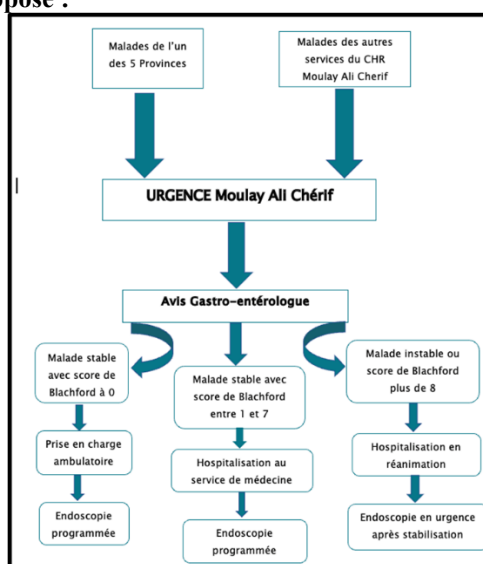 oposé :
Malades de l'un
des 5 Provinces
Malades des autres
services du CHR
Moulay Ali Cherif
URGENCE Moulay Ali Chérif
Avis Gastro-entérologue
Malade stable
avec score de
Blachford à 0
Malade stable avec
score de Blachford
entre 1 et 7
Malade instable ou
score de Blachford
plus de 8
Prise en charge
ambulatoire
Hospitalisation au
service de médecine
Hospitalisation en
réanimation
Endoscopie
programmée
Endoscopie
programmée
Endoscopie en urgence
après stabilisation